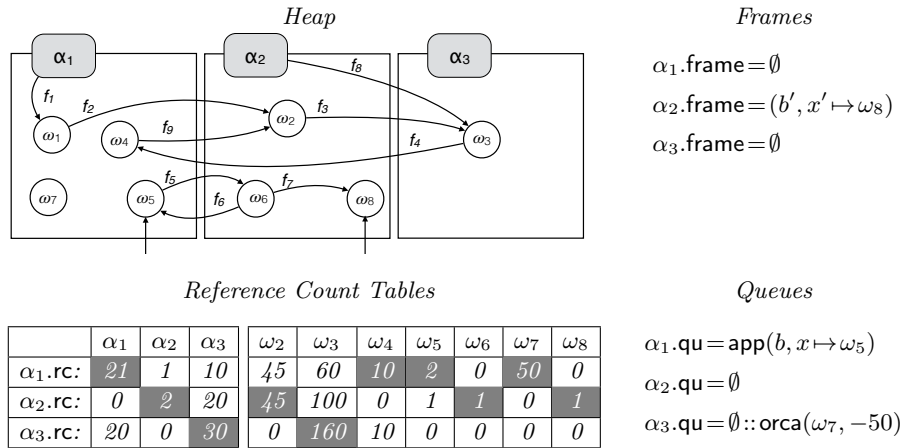 Heap
Frames
α1
α2
α3
f8
f1
f2
f3
ω1
ω4
f9
ω2
f4
ω3
ω7
f5
ω5
f6
ω6
f7
ω8
α1.frame=∅
α2.frame=(b′, x′↦ω8)
α3.frame=∅
Reference Count Tables
α1 α2 α3 ω2 ω3 ω4 ω5 ω6 ω7 ω8
α1.rc: 21 1 10 45 60 10 2 0 50 0
α2.rc: 0 2 20 45 100 0 1 1 0 1
α3.rc: 20 0 30 0 160 10 0 0 0 0
Queues
α1.qu=app(b, x↦ω5)
α2.qu=∅
α3.qu=∅::orca(ω7, −50)